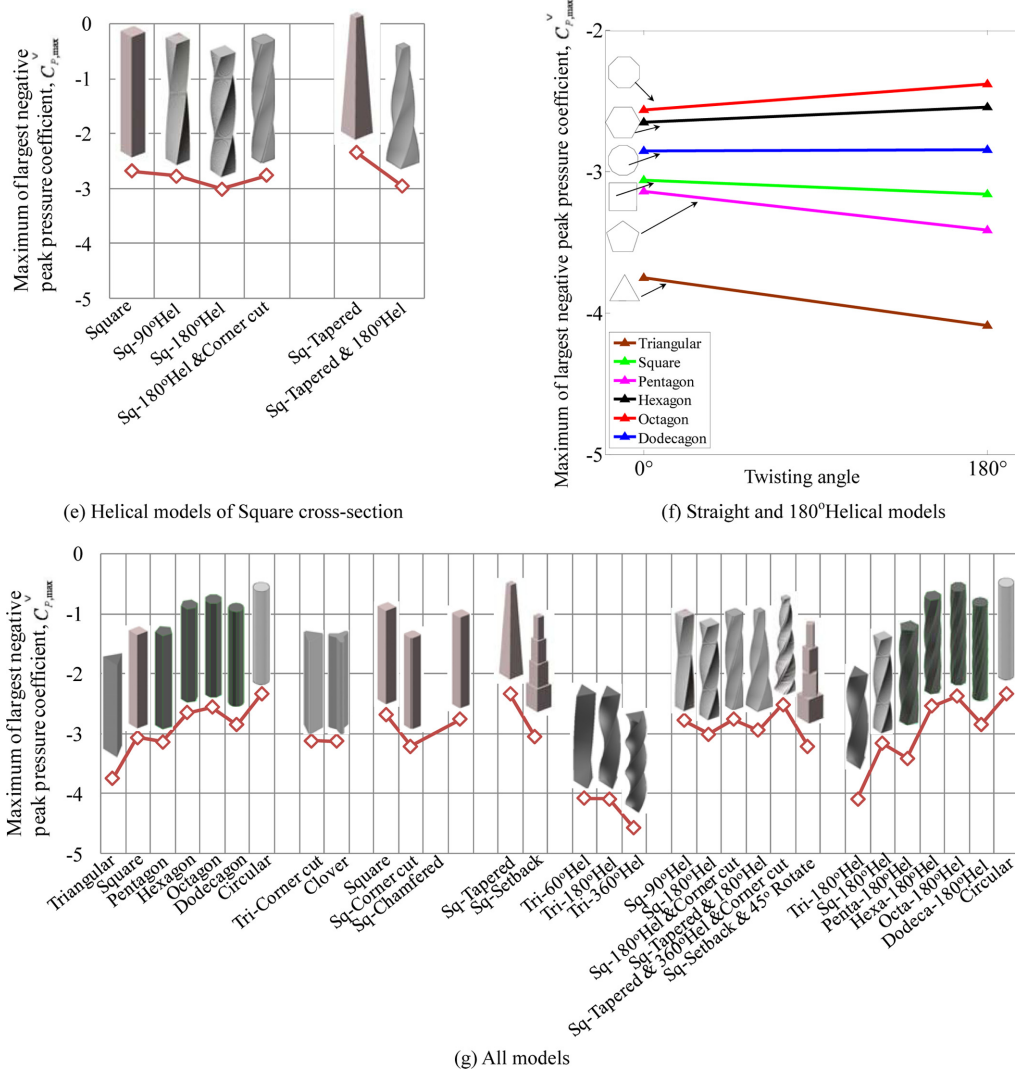 Maximum of largest negative
peak pressure coefficient, ČP,max
0
-1
-2
-3
-4
-5
Square
Sq-90°Hel
Sq-180°Hel
Sq-180°Hel &Corner cut
Sq-Tapered
Sq-Tapered & 180°Hel
(e) Helical models of Square cross-section
Maximum of largest negative peak pressure coefficient, ČP,max
-2
-3
-4
-5
Triangular
Square
Pentagon
Hexagon
Octagon
Dodecagon
0°
Twisting angle
180°
(f) Straight and 180°Helical models
Maximum of largest negative
peak pressure coefficient, ČP,max
0
-1
-2
-3
-4
-5
Triangular
Square
Pentagon
Hexagon
Octagon
Dodecagon
Circular
Tri-Corner cut
Clover
Square
Sq-Corner cut
Sq-Chamfered
Sq-Tapered
Sq-Setback
Tri-60°Hel
Tri-180°Hel
Tri-360°Hel
Sq-90°Hel
Sq-180°Hel
Sq-180°Hel & Corner cut
Sq-Tapered & 180°Hel
Sq-Tapered & 360°Hel & Corner cut
Sq-Setback & 45° Rotate
Tri-180°Hel
Sq-180°Hel
Penta-180°Hel
Hexa-180°Hel
Octa-180°Hel
Dodeca-180°Hel
Circular
(g) All models